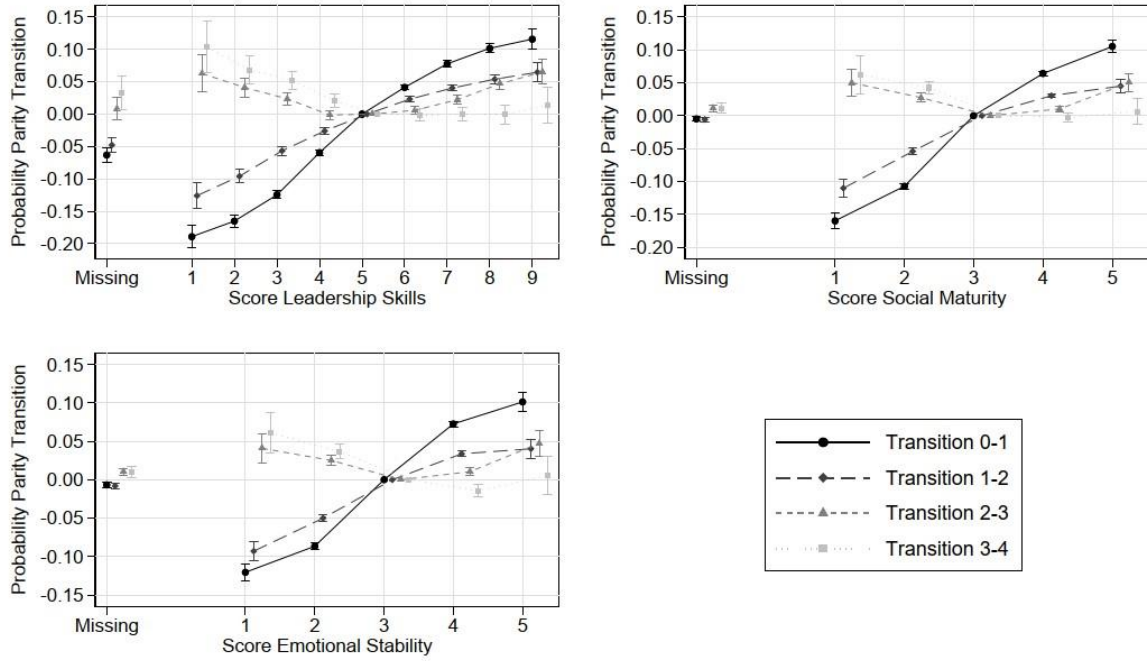 Probability Parity Transition
0.15
0.10
0.05
0.00
-0.05
-0.10
-0.15
-0.20
Missing 1 2 3 4 5 6 7 8 9
Score Leadership Skills
Probability Parity Transition
0.15
0.10
0.05
0.00
-0.05
-0.10
-0.15
-0.20
Missing 1 2 3 4 5
Score Social Maturity
Probability Parity Transition
0.15
0.10
0.05
0.00
-0.05
-0.10
-0.15
Missing 1 2 3 4 5
Score Emotional Stability
Transition 0-1
Transition 1-2
Transition 2-3
Transition 3-4